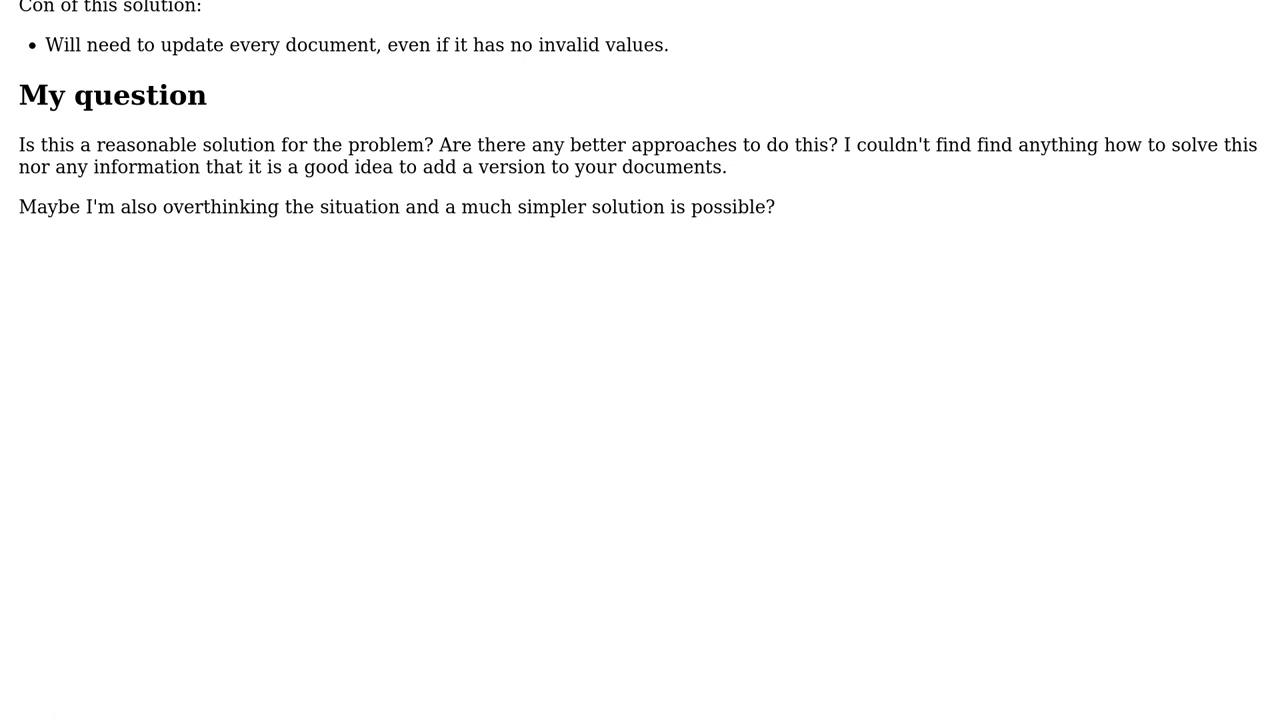 Con of this solution:
• Will need to update every document, even if it has no invalid values.
My question
Is this a reasonable solution for the problem? Are there any better approaches to do this? I couldn't find find anything how to solve this
nor any information that it is a good idea to add a version to your documents.
Maybe I'm also overthinking the situation and a much simpler solution is possible?